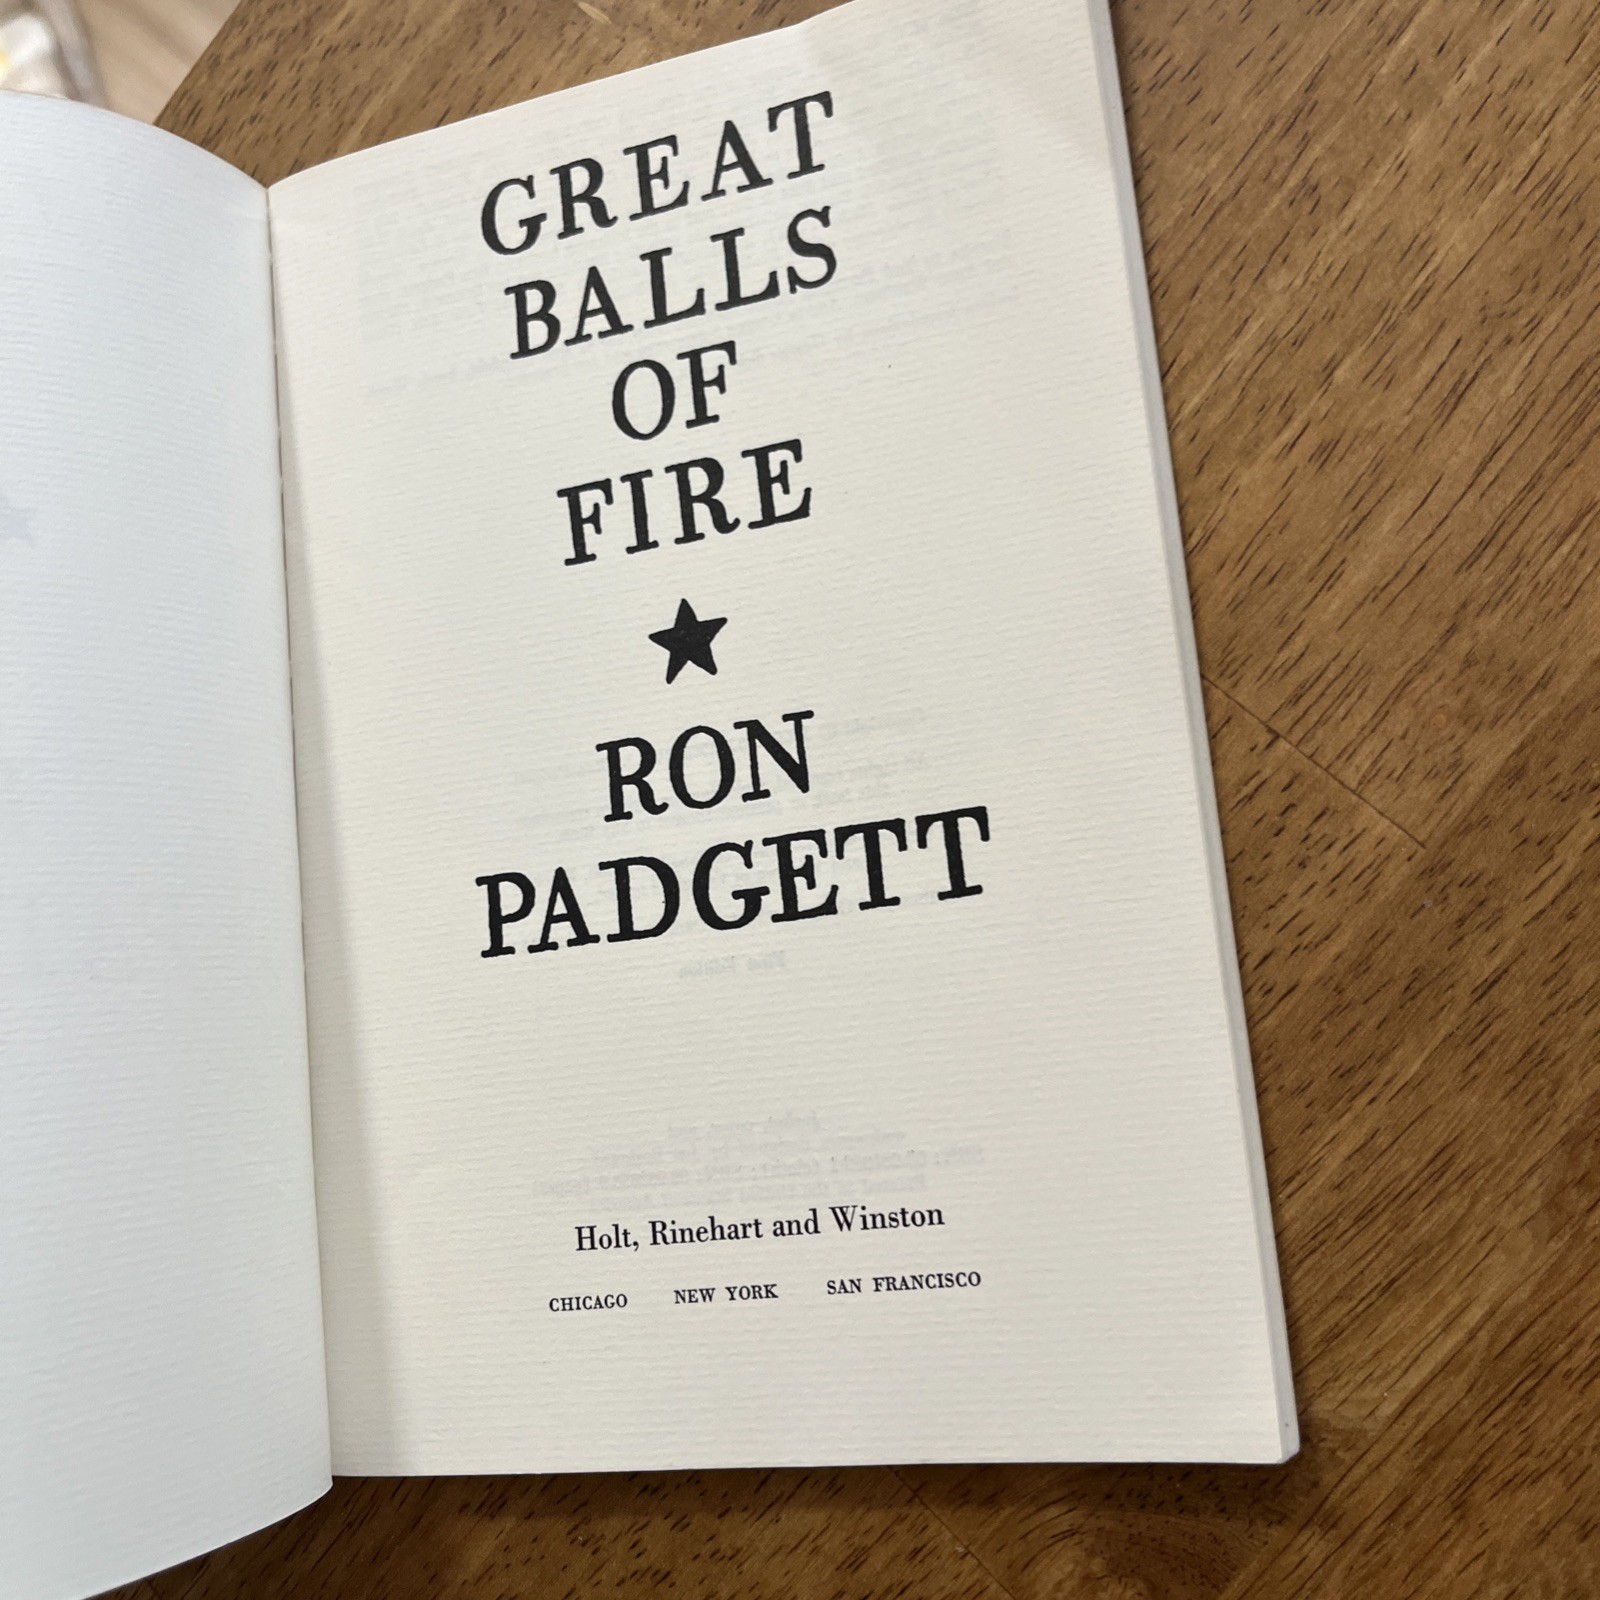 GREAT
BALLS
OF
FIRE
★
RON
PADGETT
Holt, Rinehart and Winston
CHICAGO NEW YORK SAN FRANCISCO